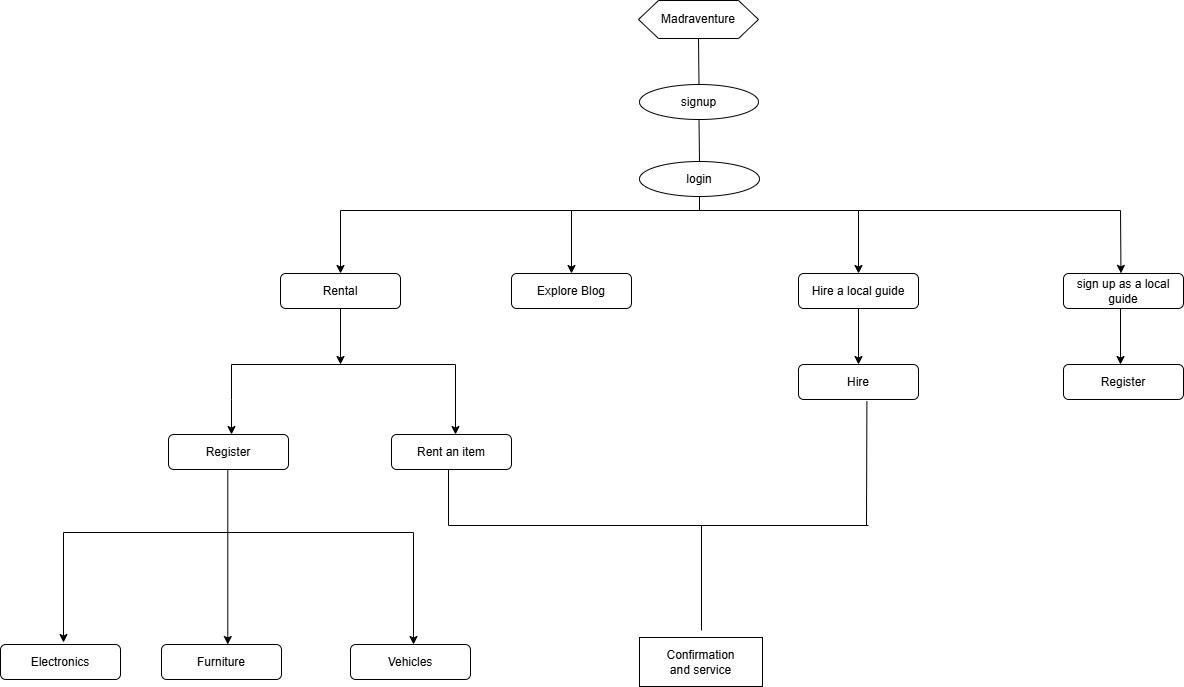 Madraventure
signup
login
Rental
Explore Blog
Hire a local guide
sign up as a local
guide
Hire
Register
Register
Rent an item
Electronics
Furniture
Vehicles
Confirmation
and service